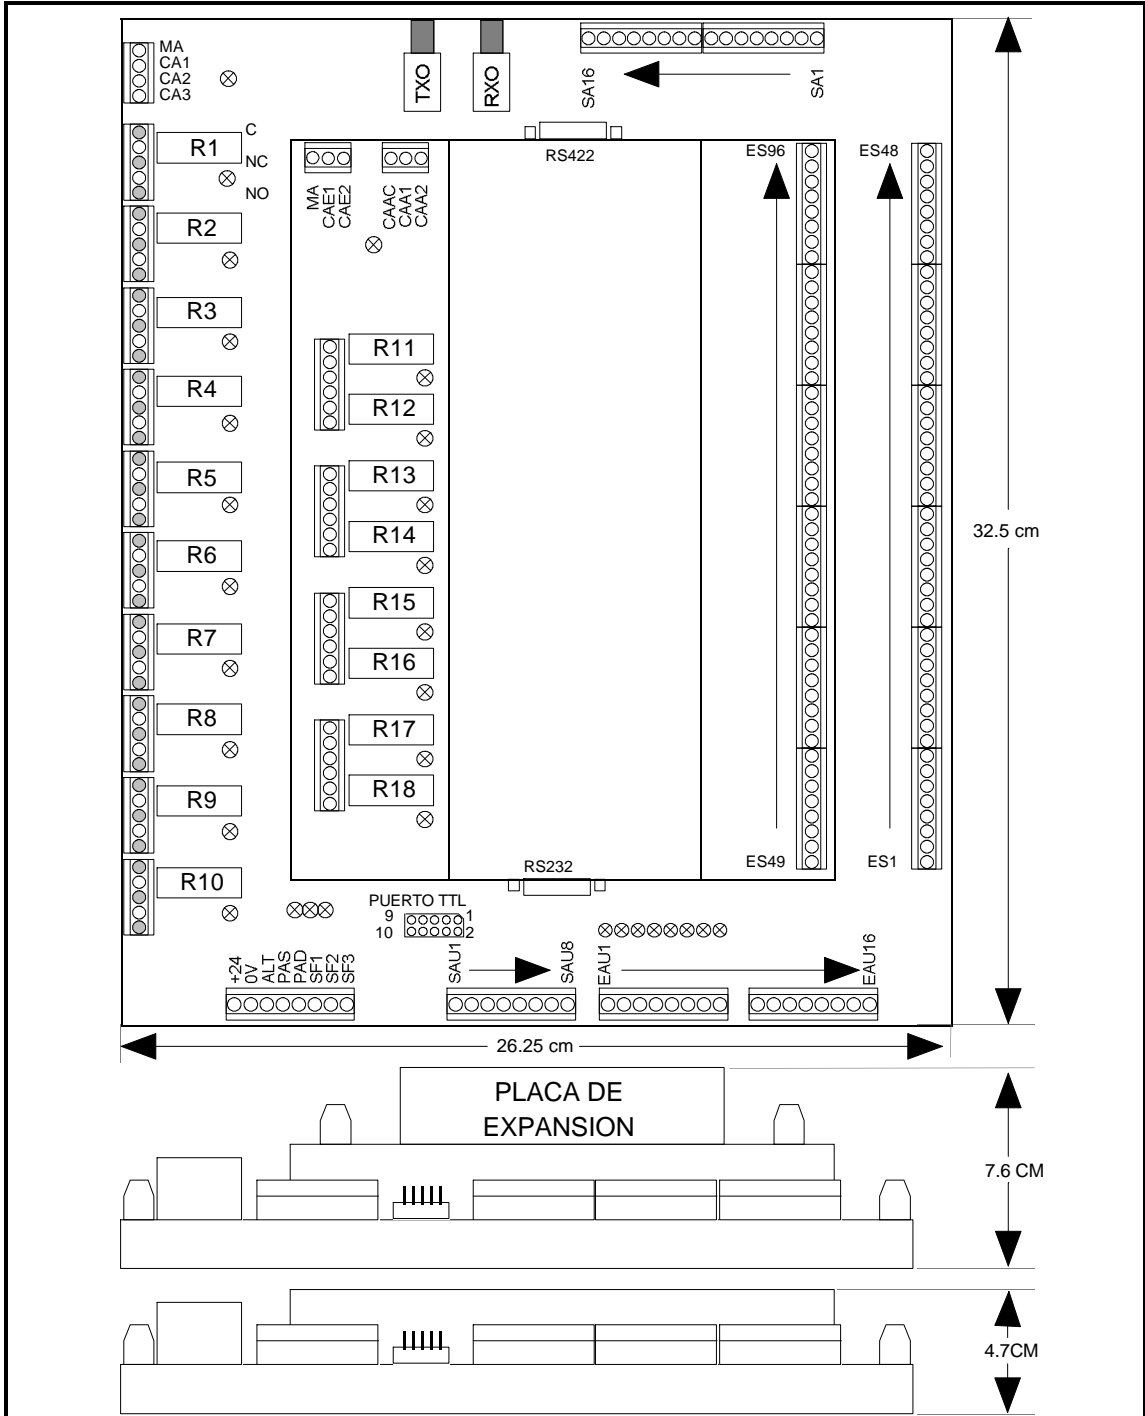 MA
CA1
CA2
CA3
TXO
RXO
SA16
SA1
R1
C
NC
NO
RS422
ES96
ES48
MA
CAE1
CAE2
CAAC
CAA1
CAA2
R2
R3
R11
R4
R12
R5
R13
R14
32.5 cm
R6
R15
R7
R16
R8
R17
R9
R18
RS232
ES49
ES1
R10
PUERTO TTL
9 1
10 2
+24
0V
ALT
PAS
PAD
SF1
SF2
SF3
SAU1
SAU8
EAU1
EAU16
26.25 cm
PLACA DE
EXPANSION
7.6 CM
4.7CM